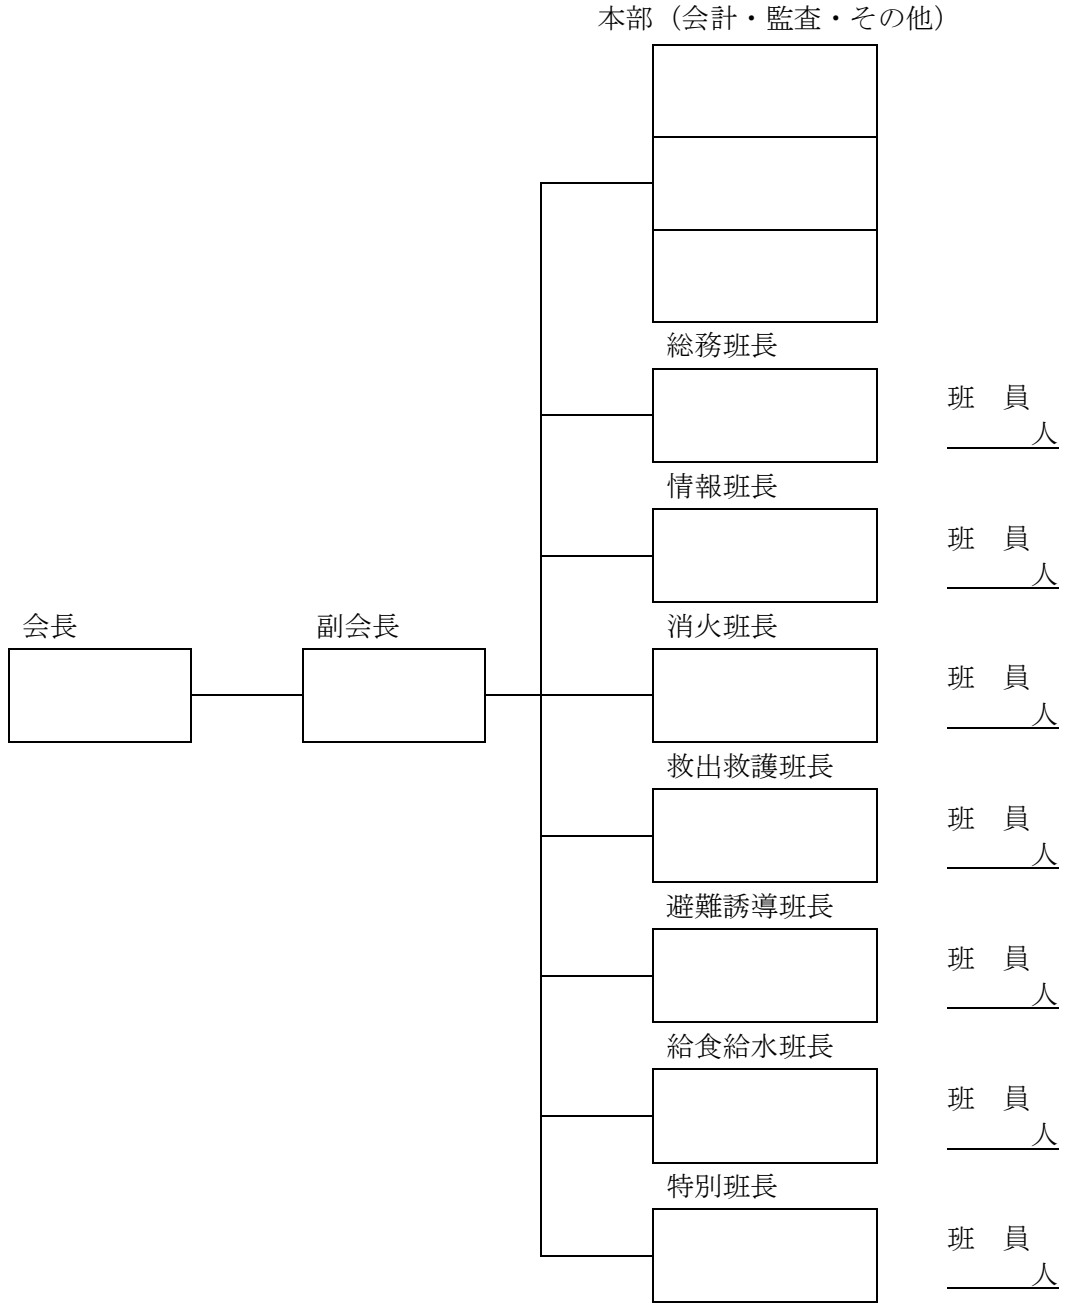 本部（会計・監査・その他）
総務班長
班　員
人
情報班長
班　員
人
会長
副会長
消火班長
班　員
人
救出救護班長
班　員
人
避難誘導班長
班　員
人
給食給水班長
班　員
人
特別班長
班　員
人